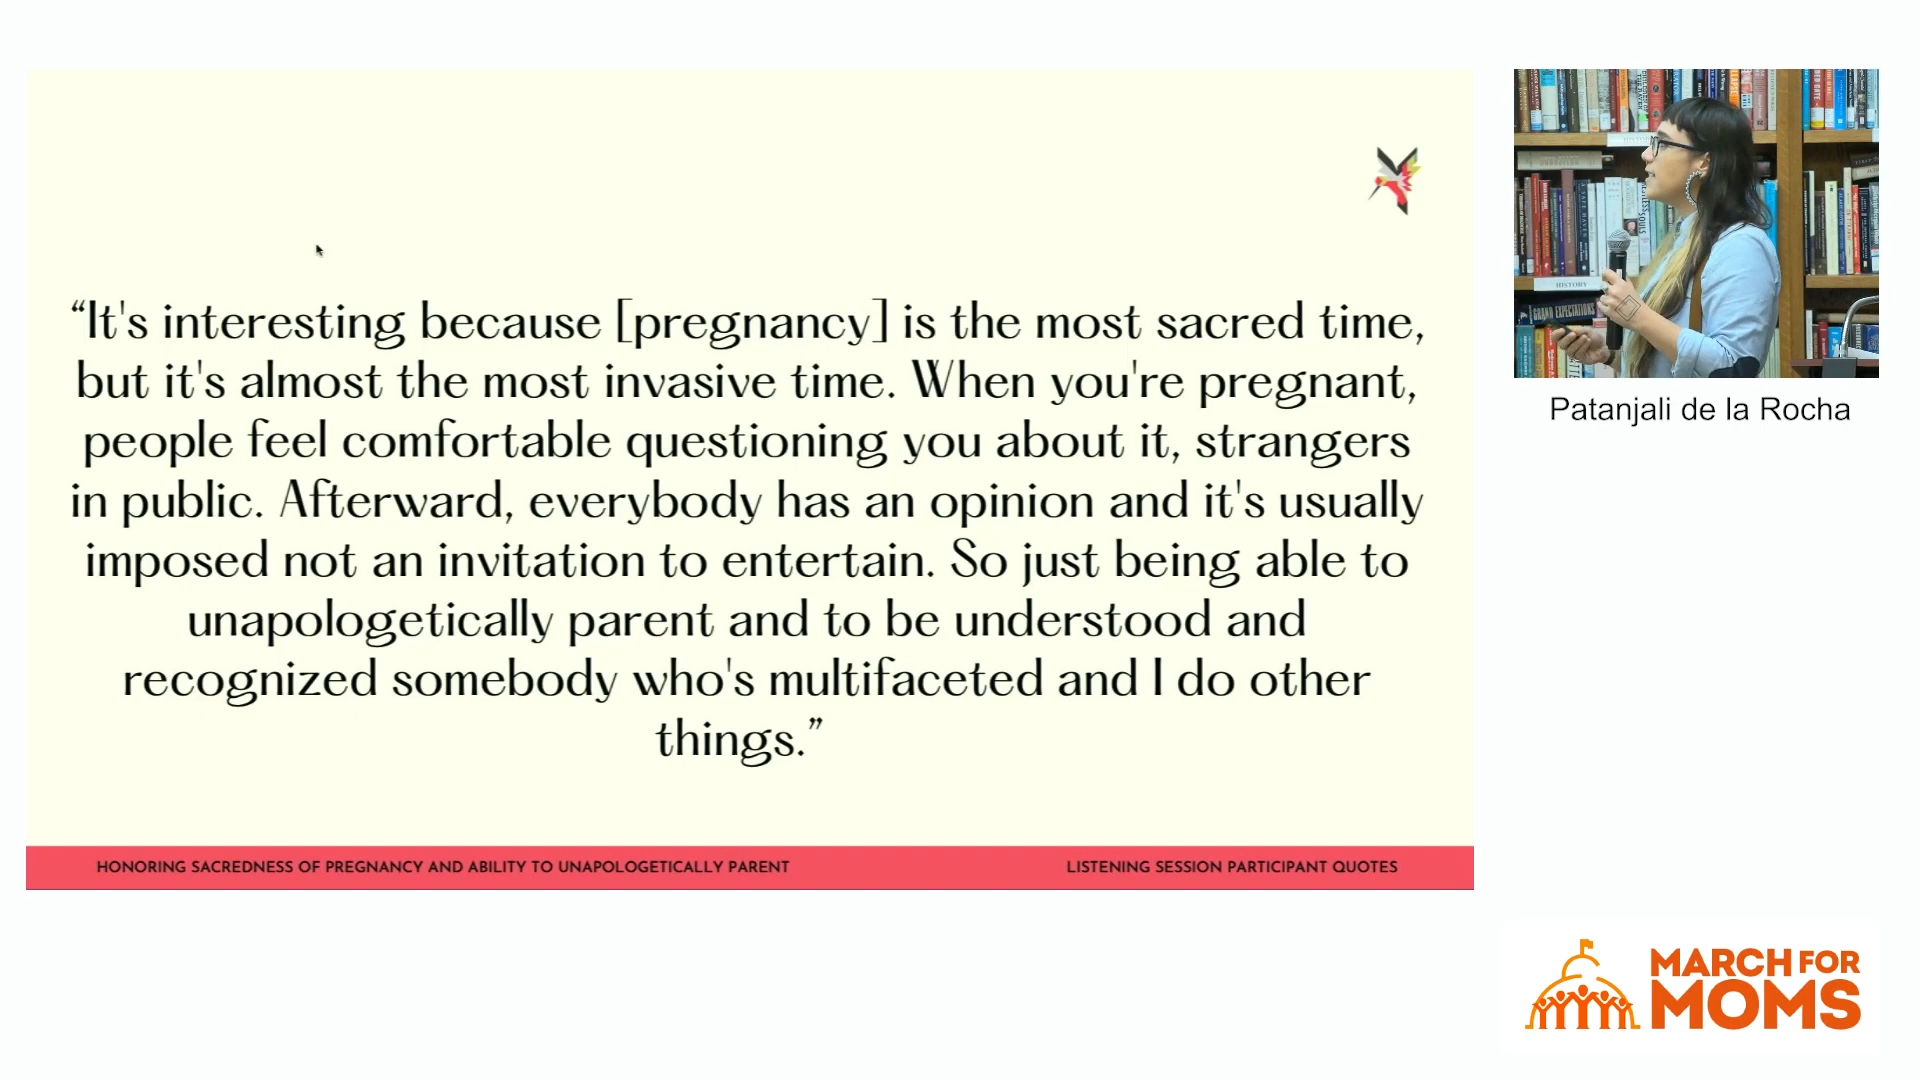 “It's interesting because [pregnancy] is the most sacred time,
but it's almost the most invasive time. When you're pregnant,
people feel comfortable questioning you about it, strangers
in public. Afterward, everybody has an opinion and it's usually
imposed not an invitation to entertain. So just being able to
unapologetically parent and to be understood and
recognized somebody who's multifaceted and I do other
things.”
HONORING SACREDNESS OF PREGNANCY AND ABILITY TO UNAPOLOGETICALLY PARENT
LISTENING SESSION PARTICIPANT QUOTES
HISTORY
GRAND EXPECTATIONS
Patanjali de la Rocha
MARCH FOR
MOMS